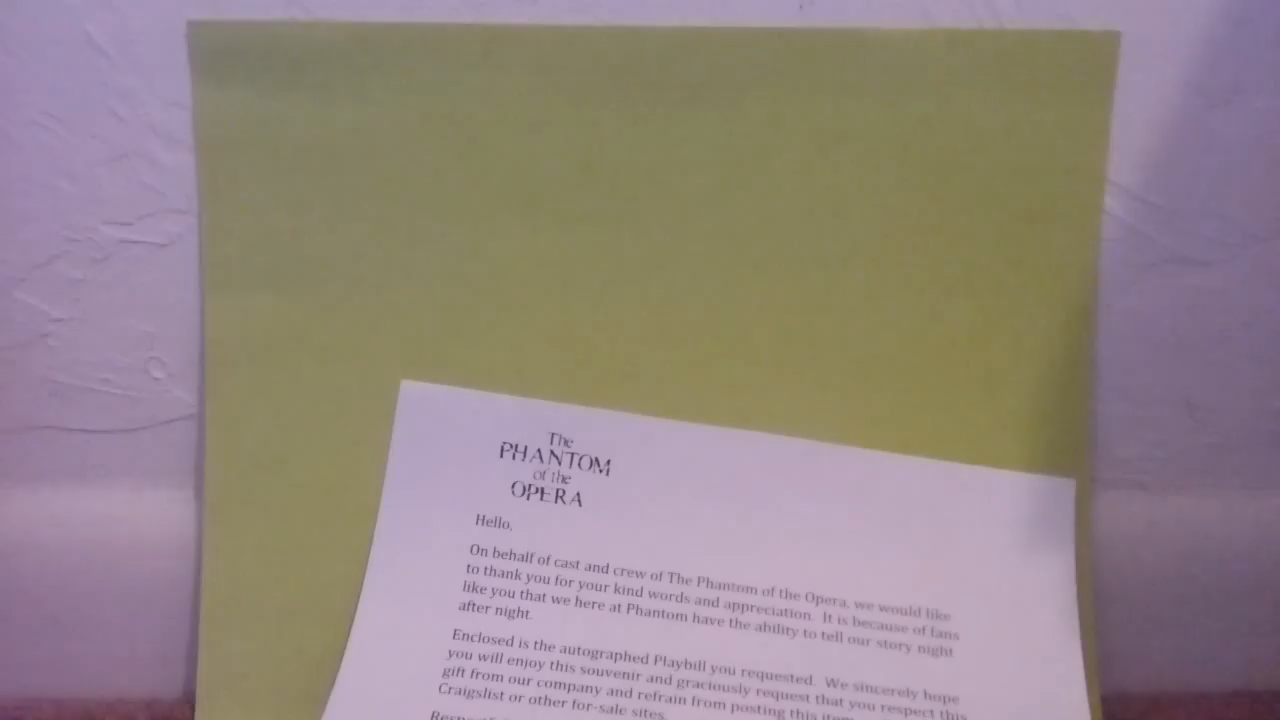 The
PHANTOM
of the
OPERA
Hello,
On behalf of cast and crew of The Phantom of the Opera, we would like
to thank you for your kind words and appreciation. It is because of fans
like you that we here at Phantom have the ability to tell our story night
after night.
Enclosed is the autographed Playbill you requested. We sincerely hope
you will enjoy this souvenir and graciously request that you respect this
gift from our company and refrain from posting this item
Craigslist or other for-sale sites.